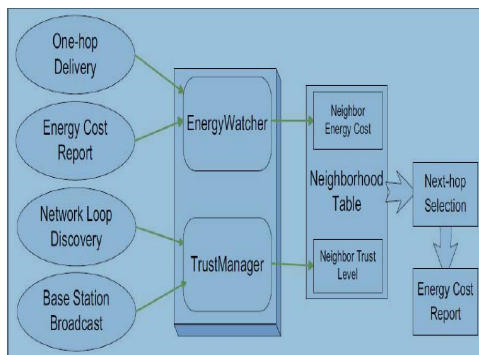 One-hop
Delivery
Energy Cost
Report
Network Loop
Discovery
Base Station
Broadcast
EnergyWatcher
TrustManager
Neighbor
Energy Cost
Neighborhood
Table
Neighbor Trust
Level
Next-hop
Selection
Energy Cost
Report